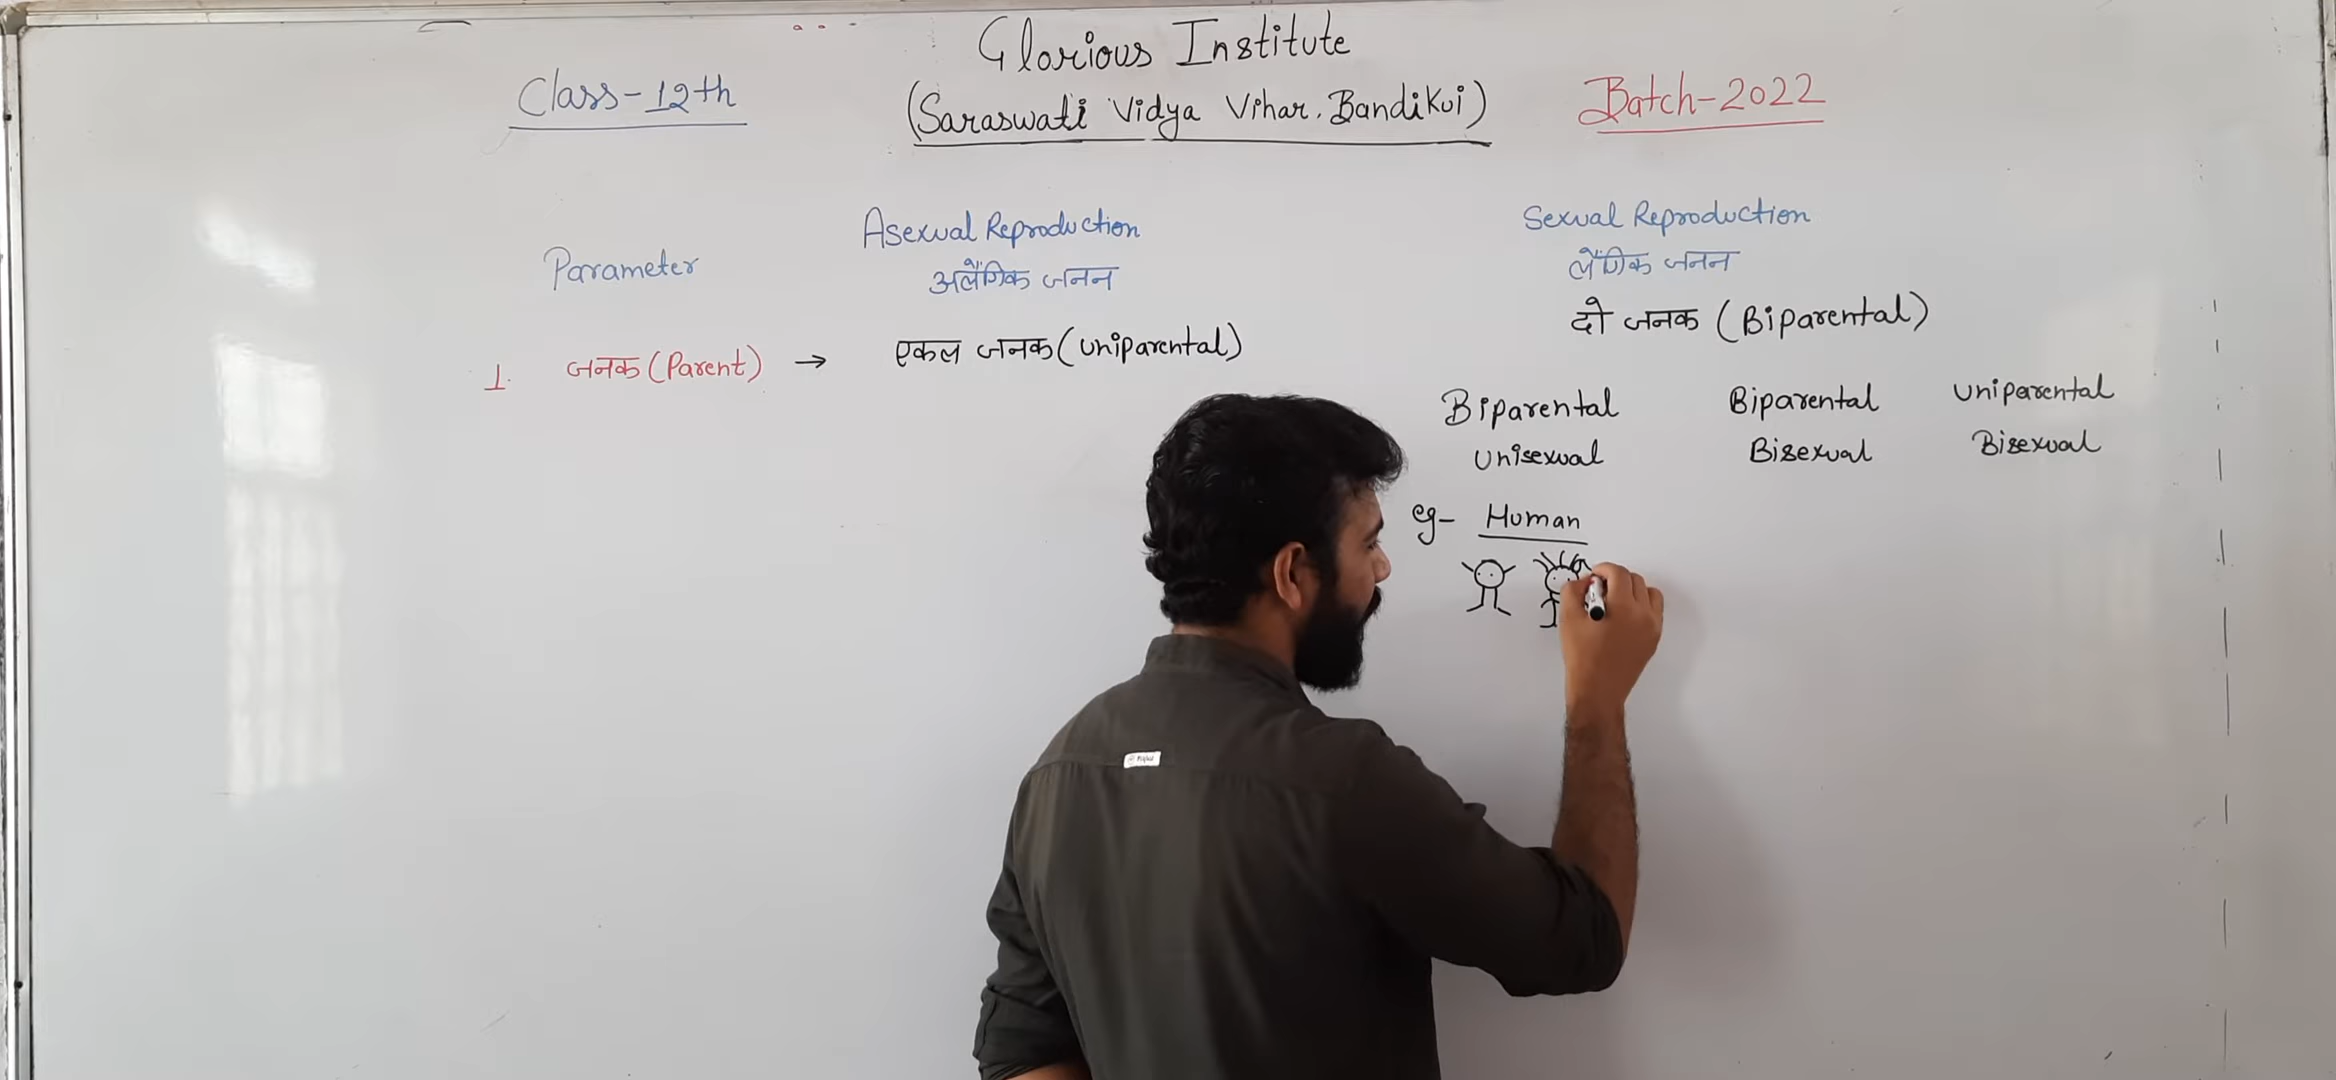 Glorious Institute
Class-12th
(Saraswati Vidya Vihar, Bandikui)
Batch-2022
Parameter
Asexual Reproduction
अलैंगिक जनन
Sexual Reproduction
लैंगिक जनन
1. जनक (Parent) →
एकल जनक (Uniparental)
दो जनक (Biparental)
Biparental Biparental Uniparental
Unisexual Bisexual Bisexual
eg- Human